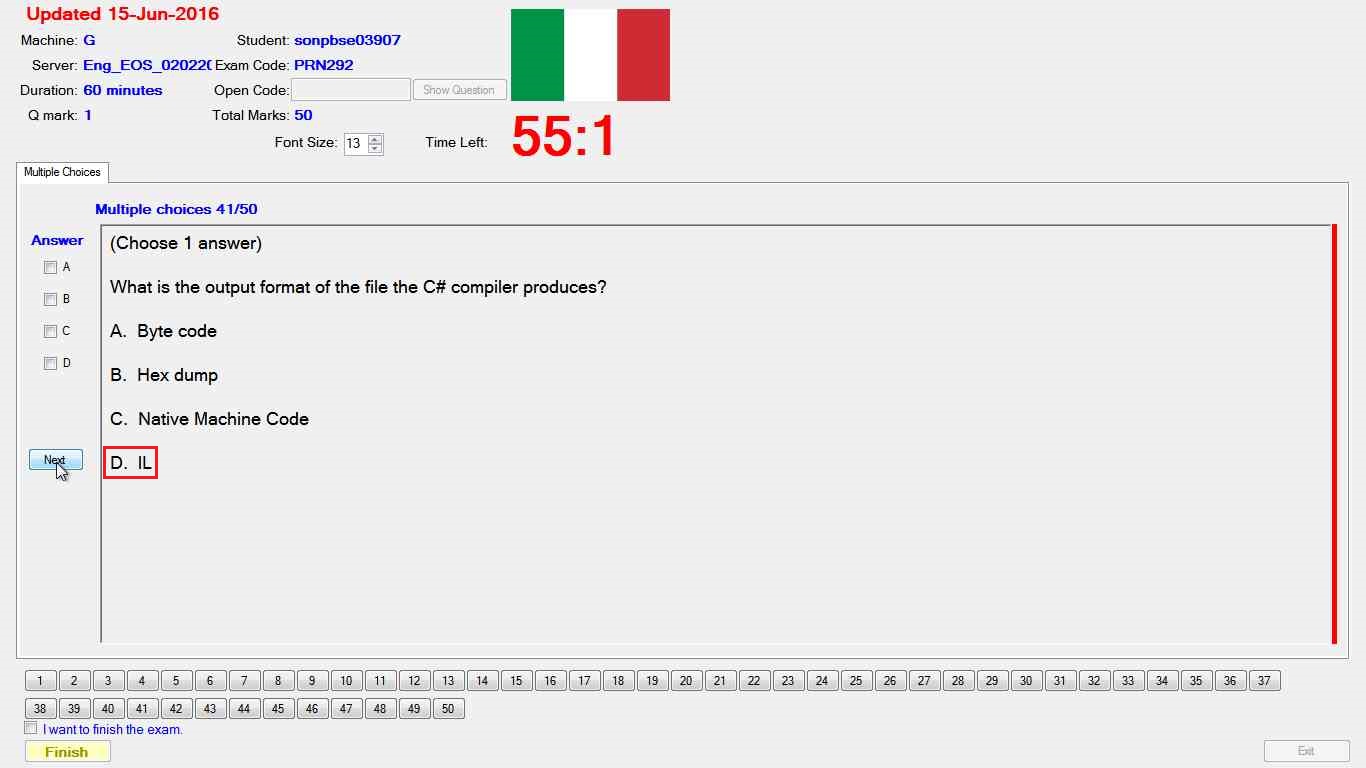 Updated 15-Jun-2016
Machine: G Student: sonpbse03907
Server: Eng_EOS_020220 Exam Code: PRN292
Duration: 60 minutes Open Code: Show Question
Q mark: 1 Total Marks: 50
Font Size: 13 Time Left: 55:1
Multiple Choices
Multiple choices 41/50
Answer
(Choose 1 answer)
A
What is the output format of the file the C# compiler produces?
B
A. Byte code
C
D
B. Hex dump
C. Native Machine Code
Next
D. IL
1 2 3 4 5 6 7 8 9 10 11 12 13 14 15 16 17 18 19 20 21 22 23 24 25 26 27 28 29 30 31 32 33 34 35 36 37
38 39 40 41 42 43 44 45 46 47 48 49 50
I want to finish the exam.
Finish Exit